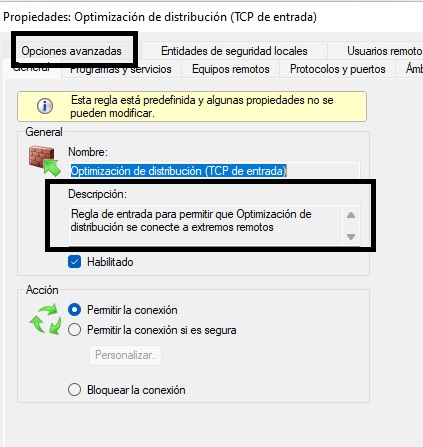 Propiedades: Optimización de distribución (TCP de entrada)
Opciones avanzadas Entidades de seguridad locales Usuarios remoto
General Programas y servicios Equipos remotos Protocolos y puertos Ámb
Esta regla está predefinida y algunas propiedades no se
pueden modificar.
General
Nombre:
Optimización de distribución (TCP de entrada)
Descripción:
Regla de entrada para permitir que Optimización de
distribución se conecte a extremos remotos
Habilitado
Acción
Permitir la conexión
Permitir la conexión si es segura
Personalizar.
Bloquear la conexión